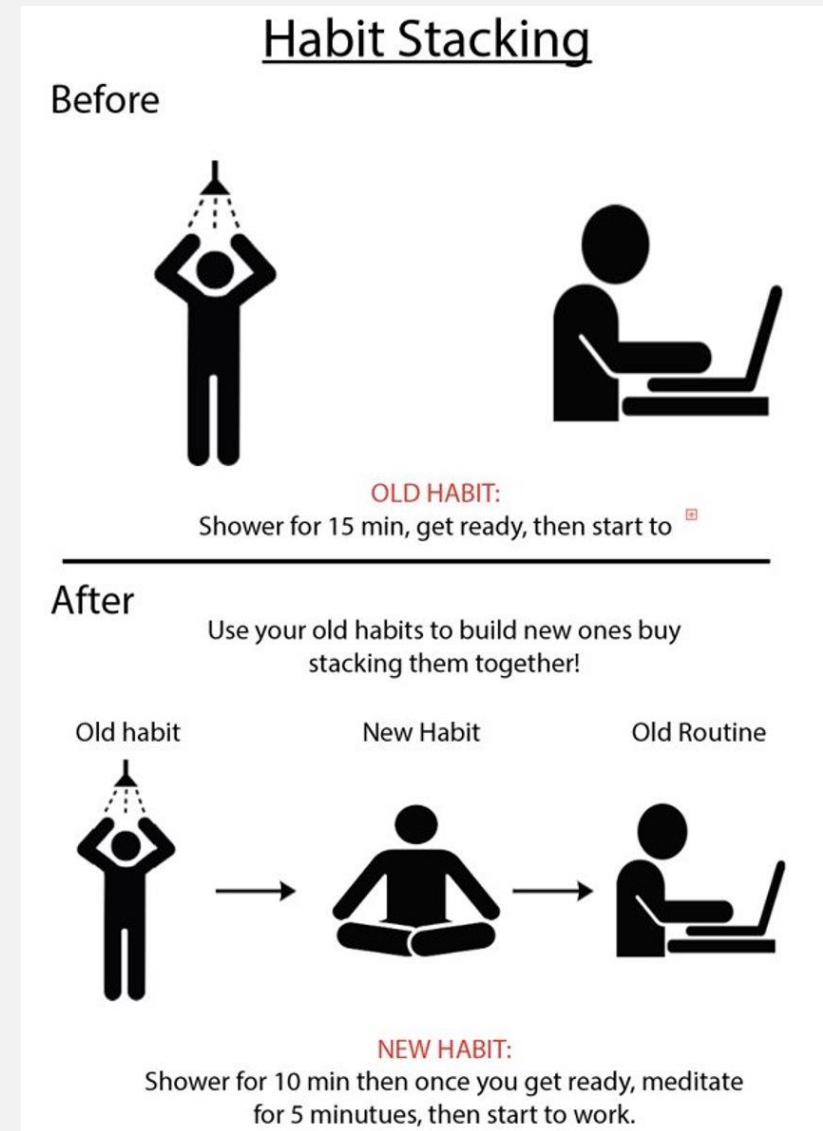 Habit Stacking
Before
OLD HABIT:
Shower for 15 min, get ready, then start to
After
Use your old habits to build new ones buy
stacking them together!
Old habit
New Habit
Old Routine
NEW HABIT:
Shower for 10 min then once you get ready, meditate
for 5 minutues, then start to work.